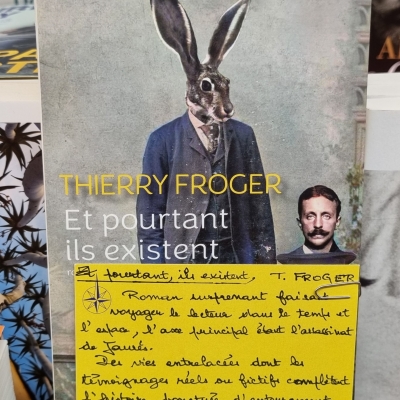 THIERRY FROGER
Et pourtant
ils existent
Et pourtant, ils existent, T. FROGER
Roman surprenant faisant
voyager le lecteur dans le temps et
l'espace, l'axe principal étant l'assassinat
de Jaurès.
Des vies entrelacées dont les
témoignages réels ou fictifs complètent
l'histoire